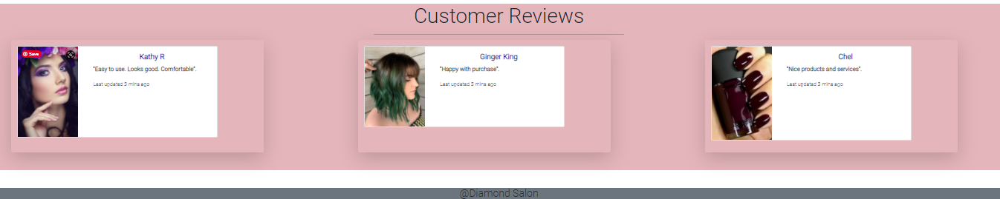 Customer Reviews
Save
Kathy R
"Easy to use. Looks good. Comfortable".
Last updated 3 mins ago
Ginger King
"Happy with purchase".
Last updated 3 mins ago
Chel
"Nice products and services".
Last updated 3 mins ago
@Diamond Salon